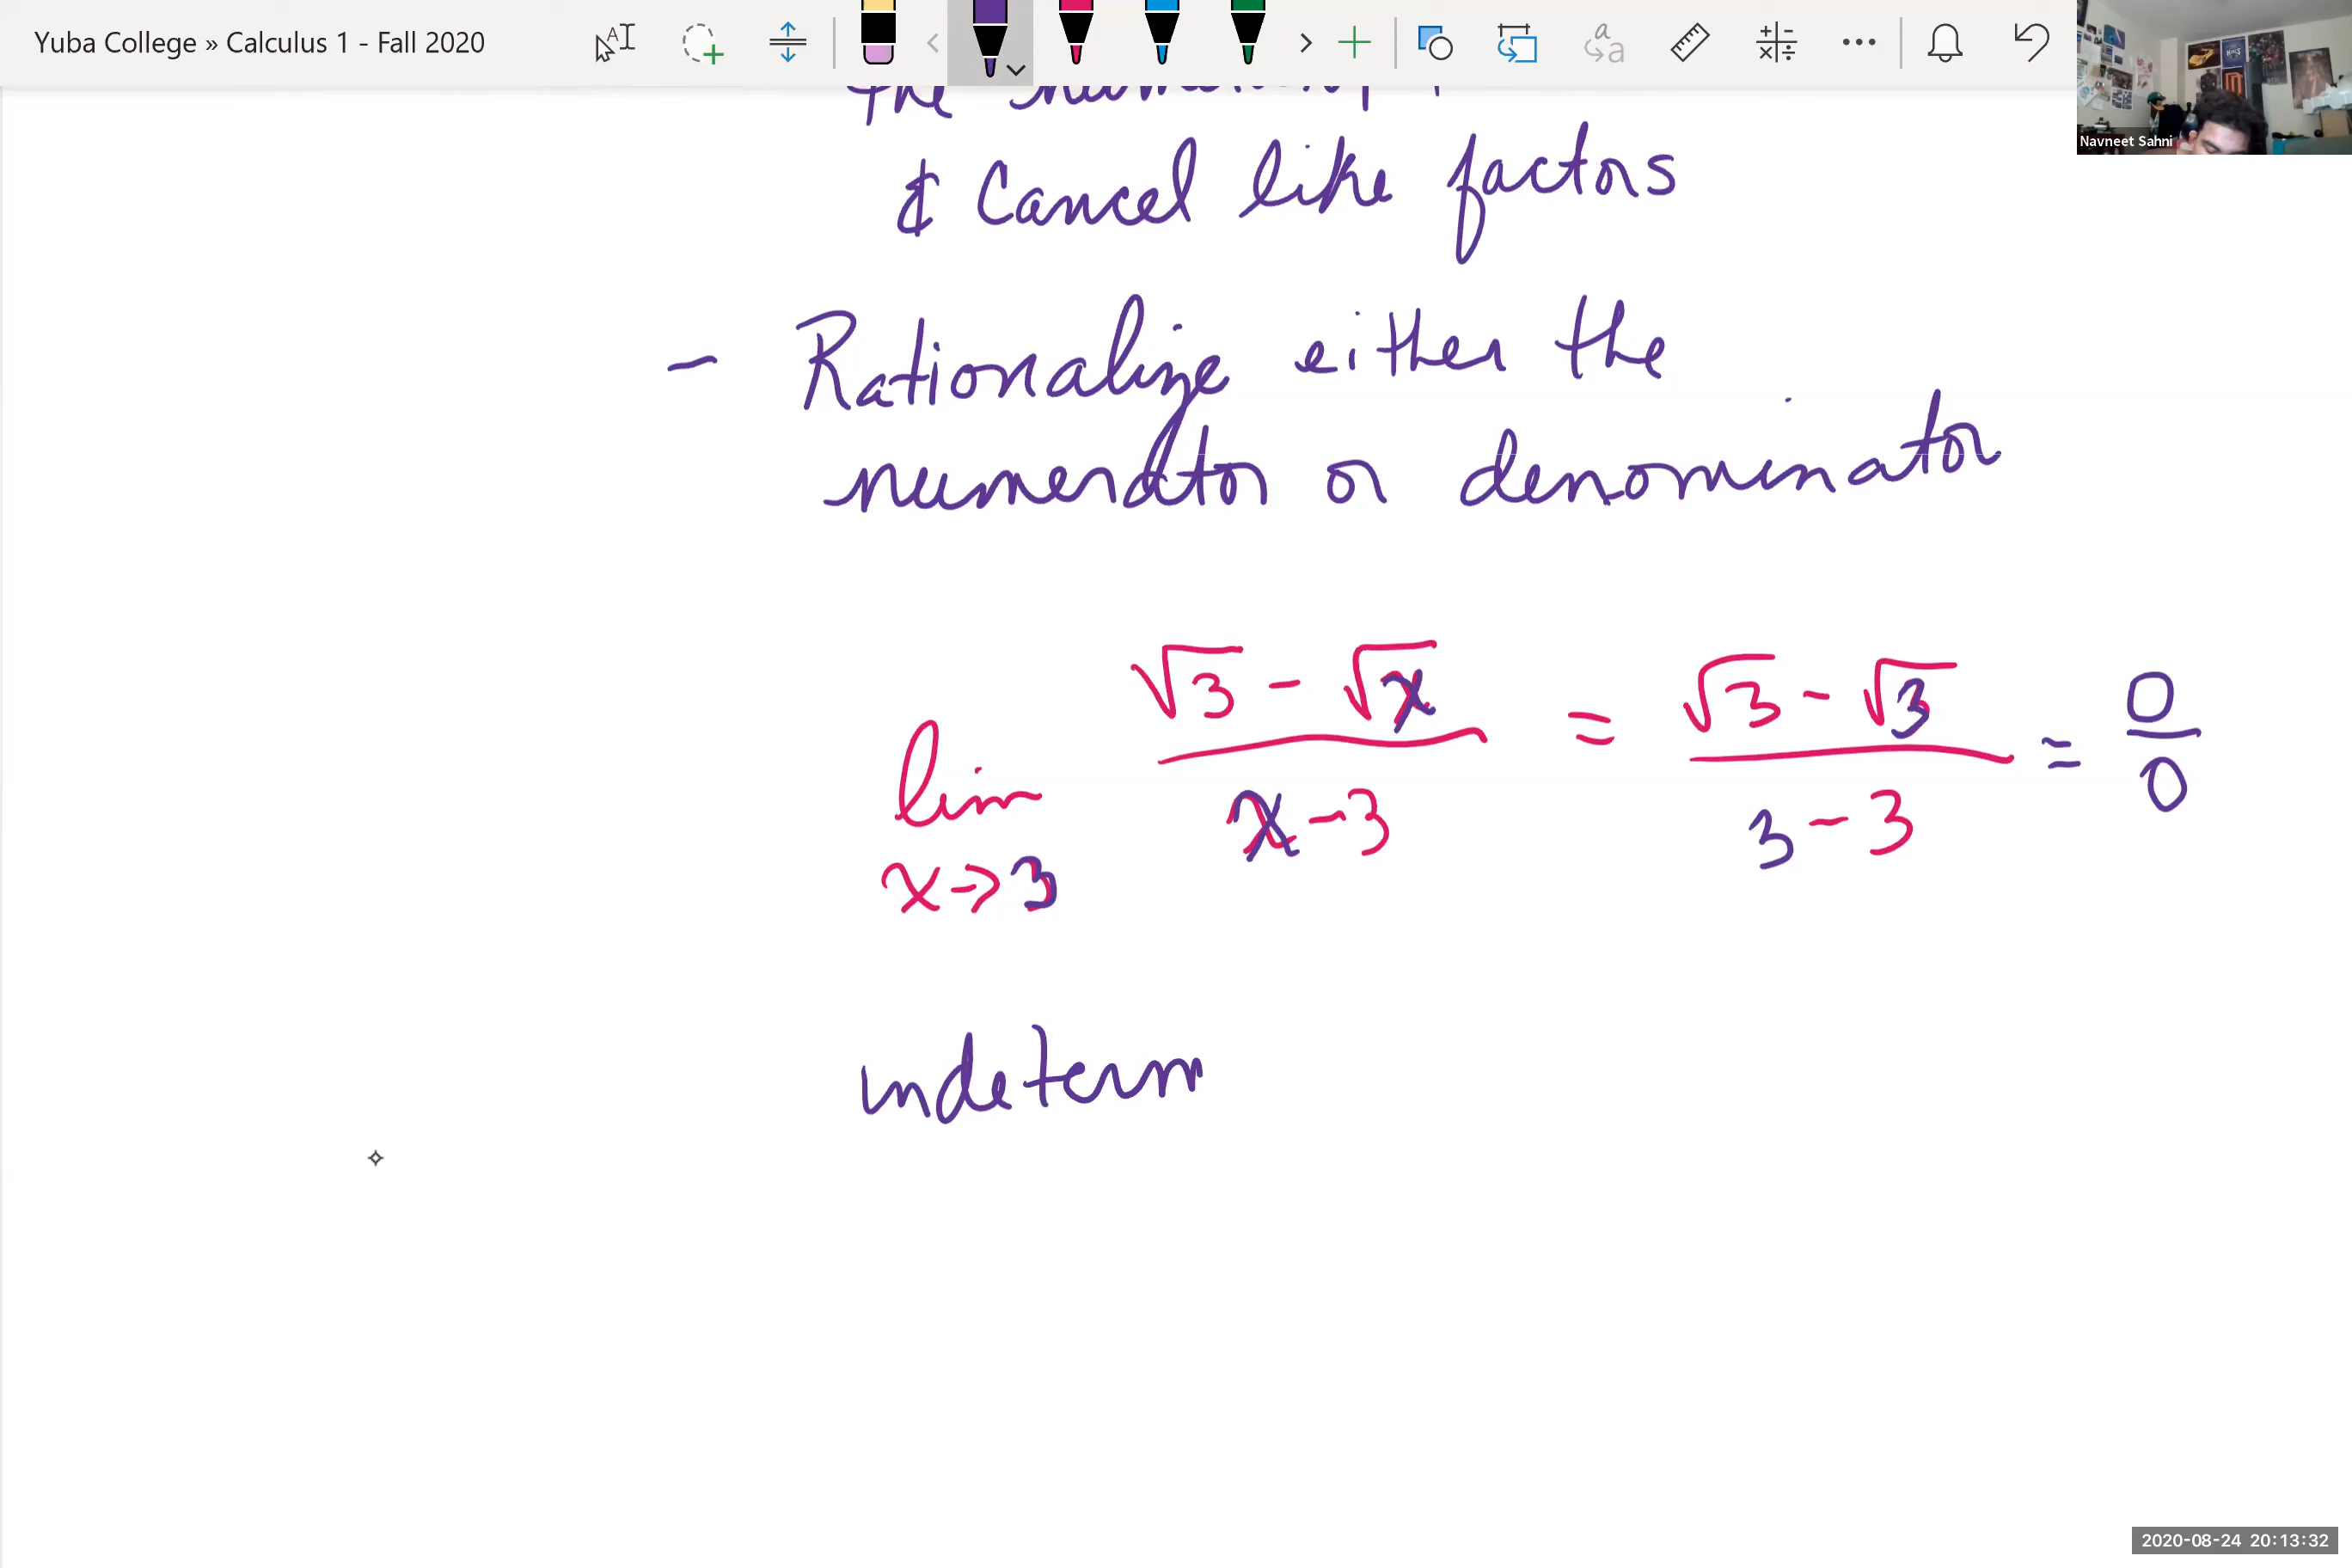 Yuba College » Calculus 1 - Fall 2020
Navneet Sahni
the
& Cancel like factors
- Rationalize either the
numerator or denominator
lim x→3 (√3 - √x)/(x - 3) = (√3 - √3)/(3 - 3) = 0/0
indeterm
2020-08-24 20:13:32